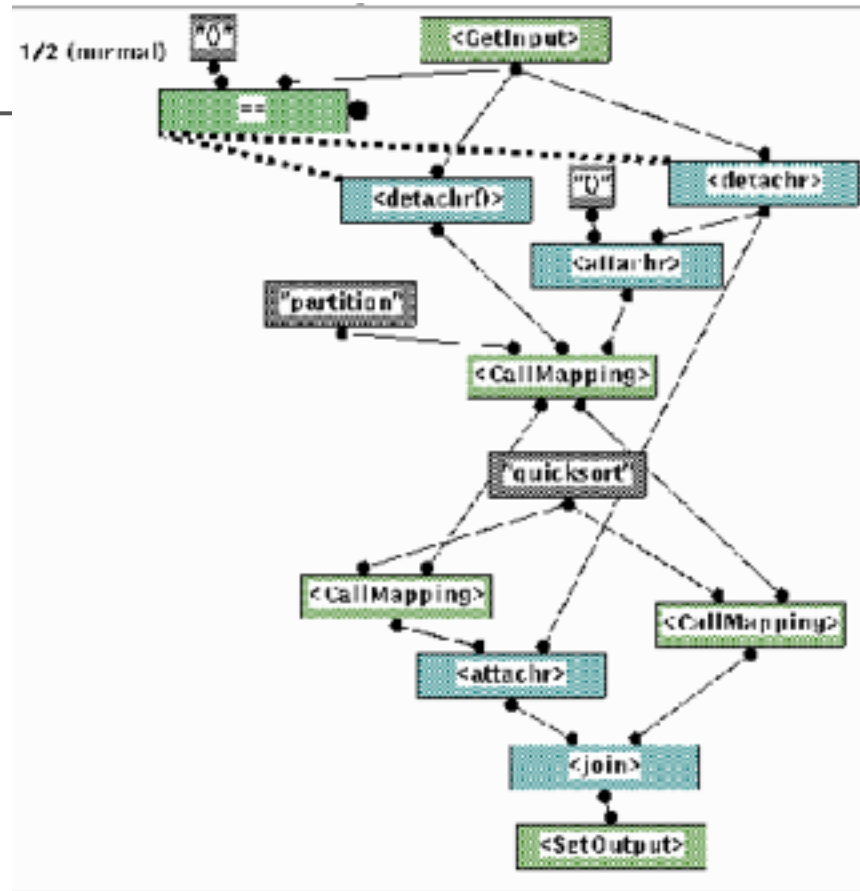 "()"
<GetInput>
1/2 (normal)
==
<detachr>
<detachr()>
"()"
<attachr>
"partition"
<CallMapping>
"quicksort"
<CallMapping>
<CallMapping>
<attachr>
<join>
<SetOutput>